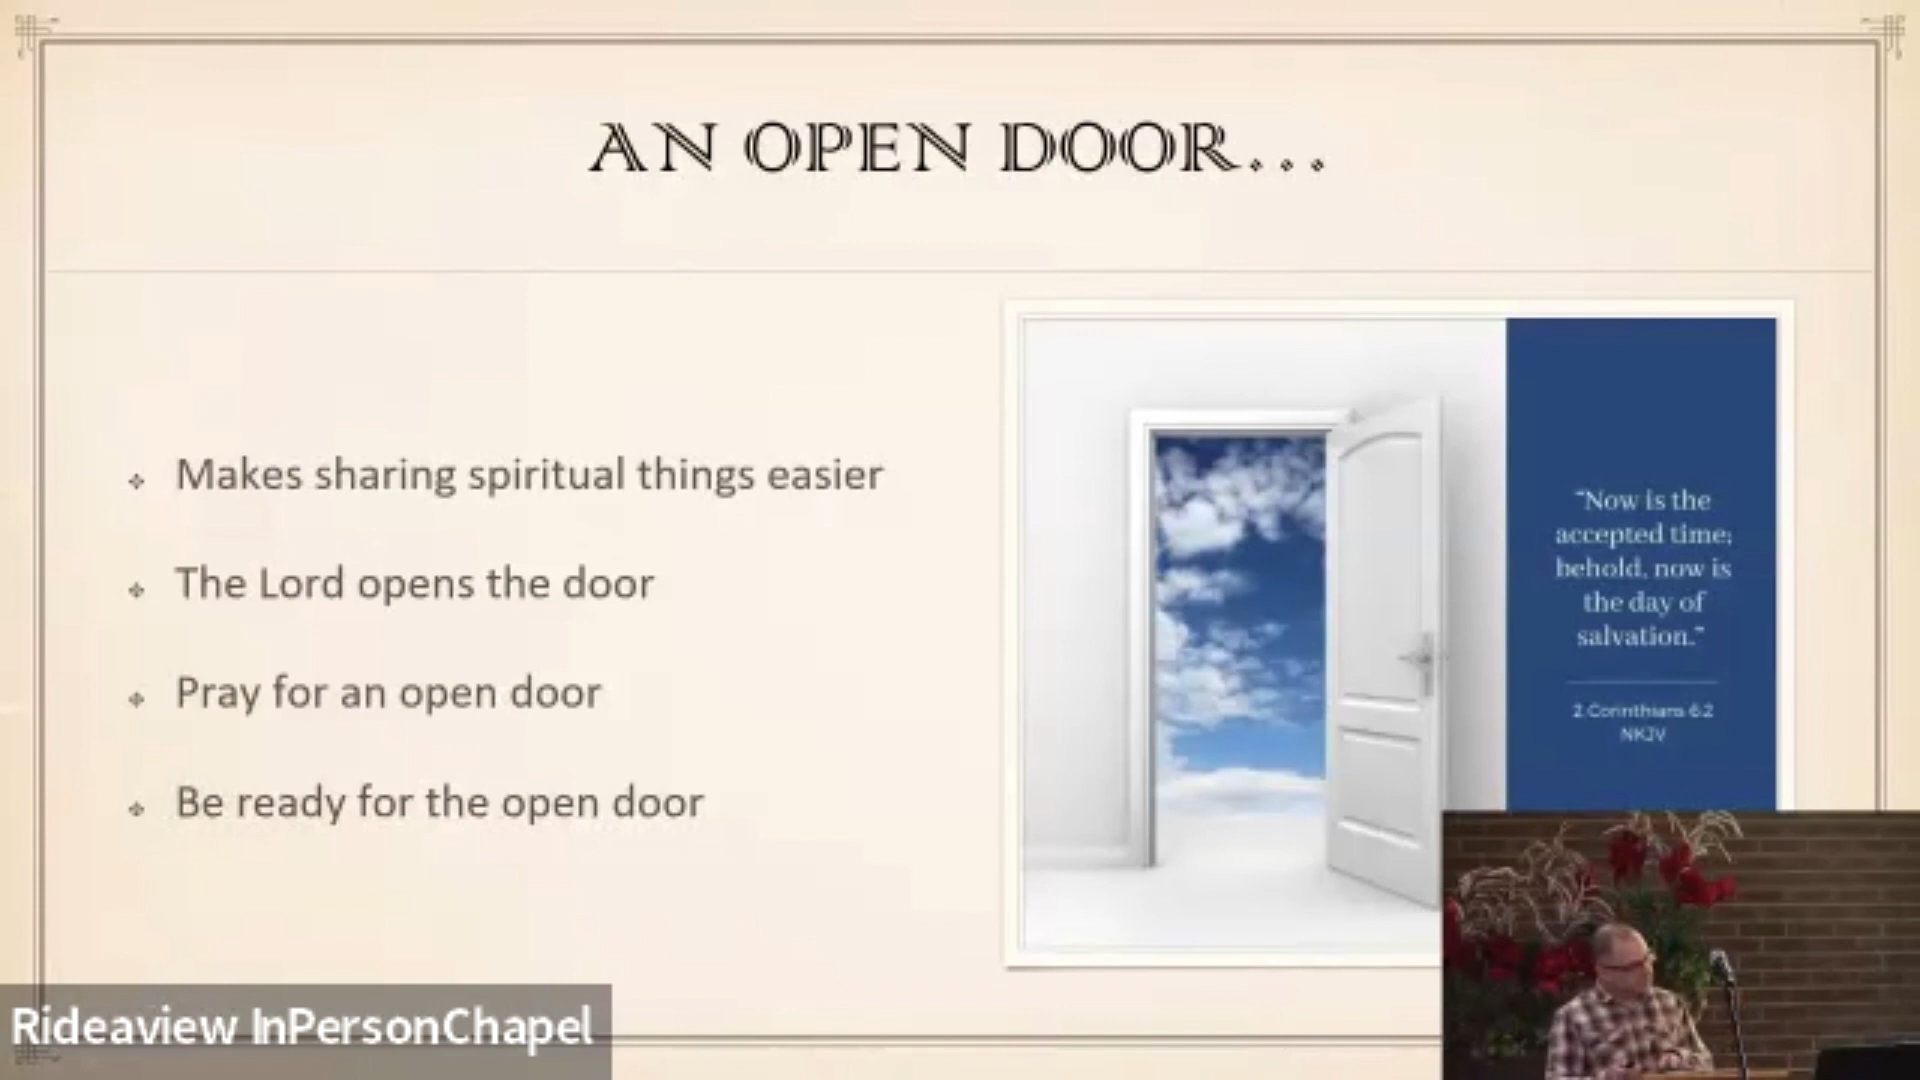 AN OPEN DOOR...
Makes sharing spiritual things easier
The Lord opens the door
Pray for an open door
Be ready for the open door
"Now is the
accepted time;
behold, now is
the day of
salvation."
2 Corinthians 6:2
NKJV
Rideaview InPersonChapel